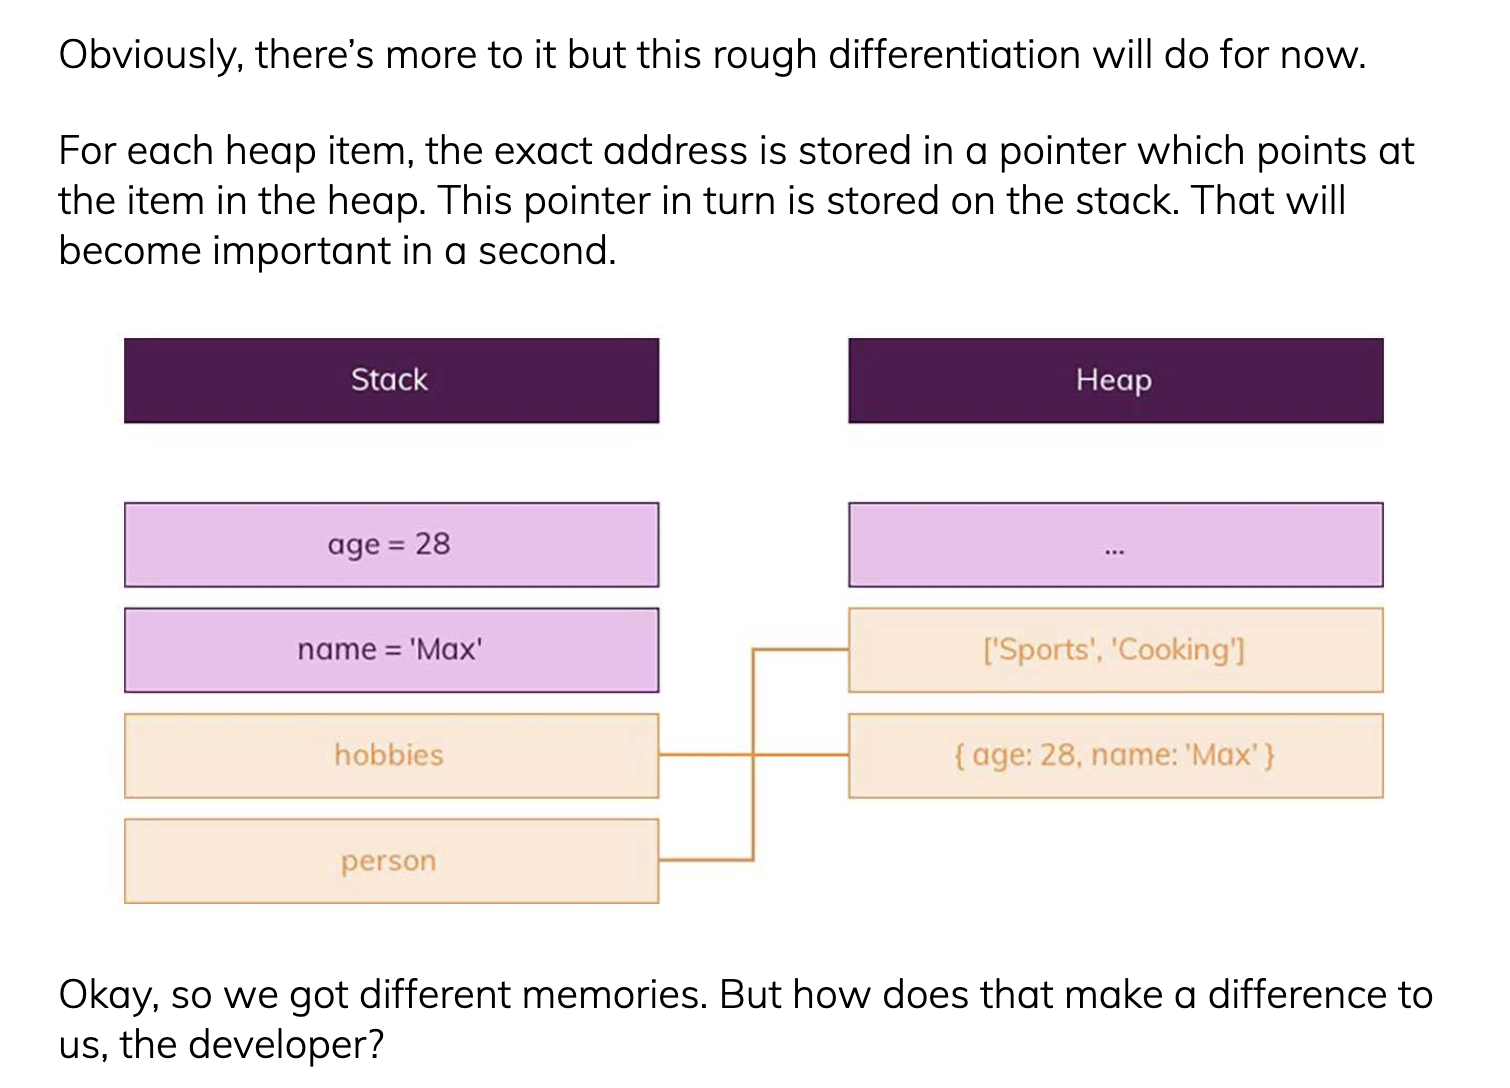 Obviously, there’s more to it but this rough differentiation will do for now.
For each heap item, the exact address is stored in a pointer which points at
the item in the heap. This pointer in turn is stored on the stack. That will
become important in a second.
Stack
Heap
age = 28
...
name = 'Max'
['Sports', 'Cooking']
hobbies
{ age: 28, name: 'Max' }
person
Okay, so we got different memories. But how does that make a difference to
us, the developer?